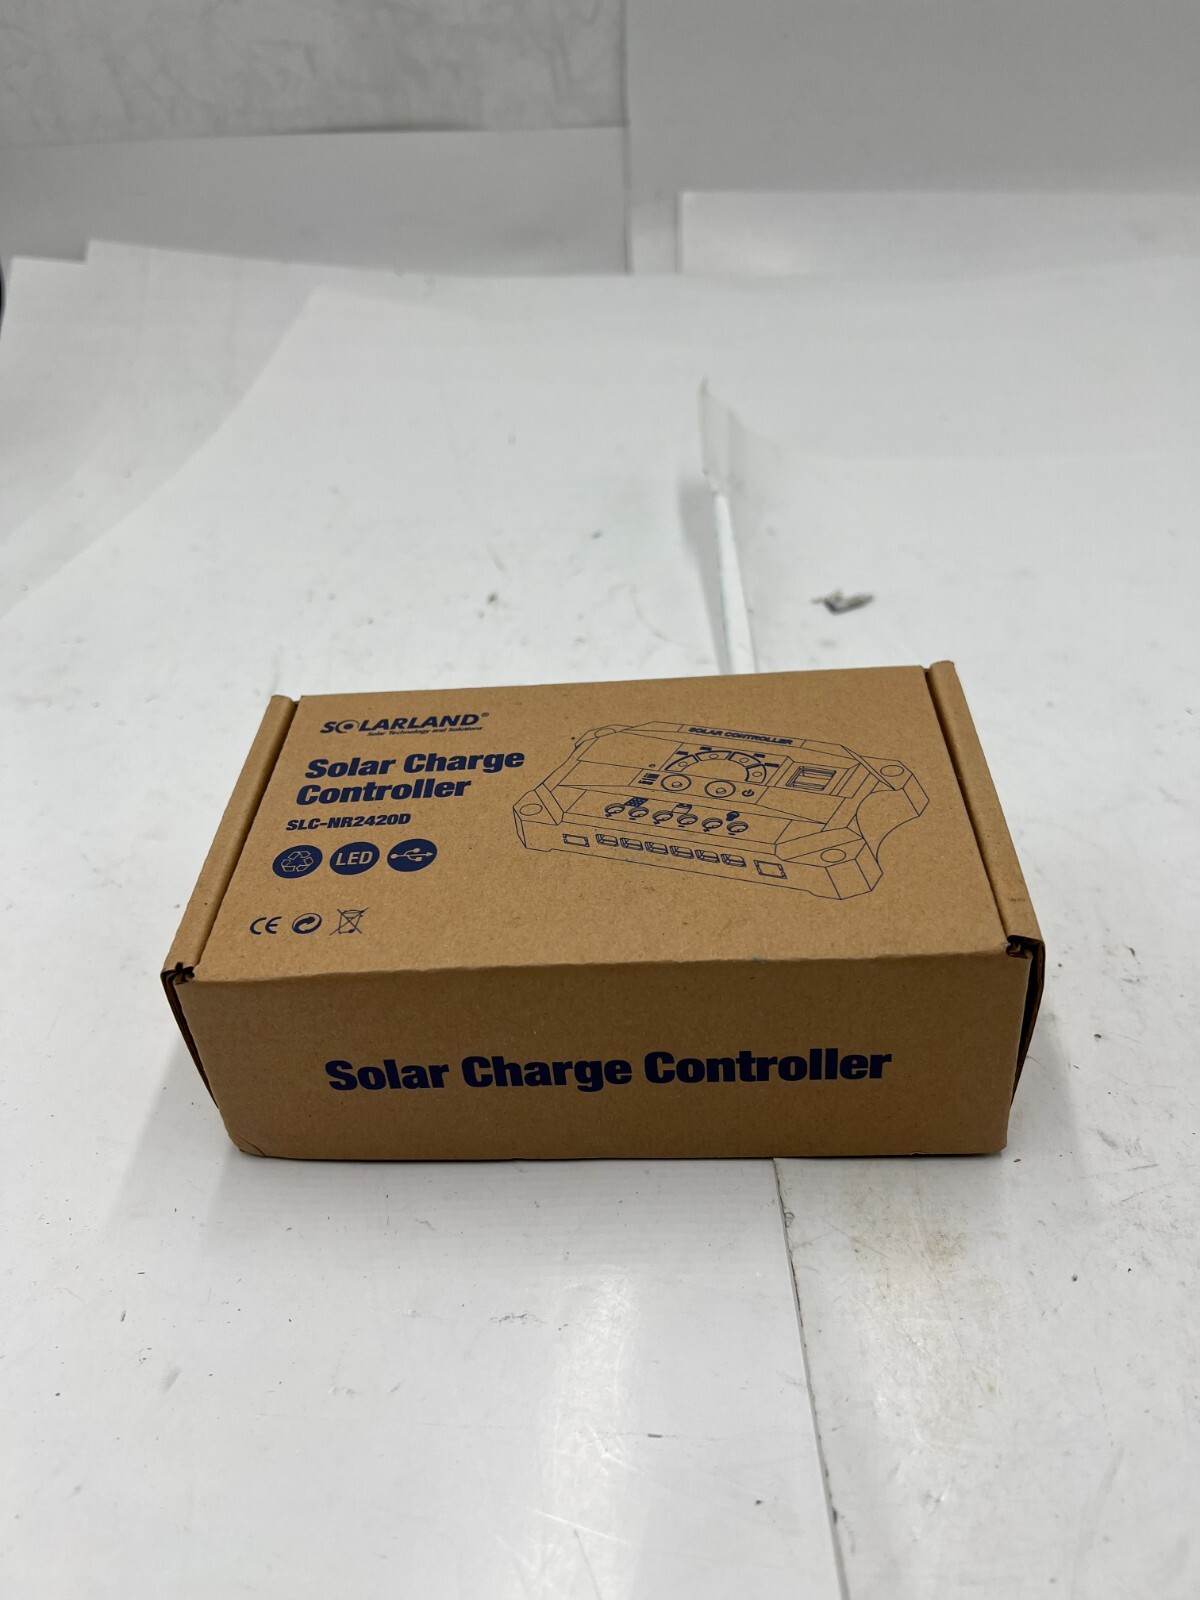 SOLARLAND®
Solar Technology and Solutions
Solar Charge
Controller
SLC-NR2420D
LED
CE
SOLAR CONTROLLER
Solar Charge Controller